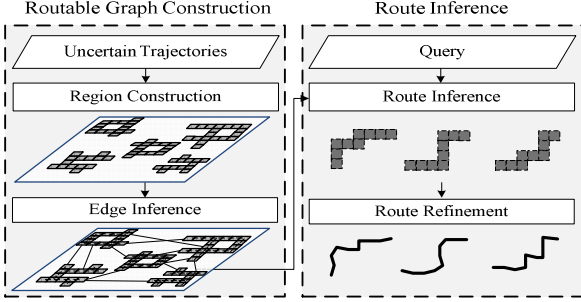 Routable Graph Construction
Uncertain Trajectories
Region Construction
Edge Inference
Route Inference
Query
Route Inference
Route Refinement